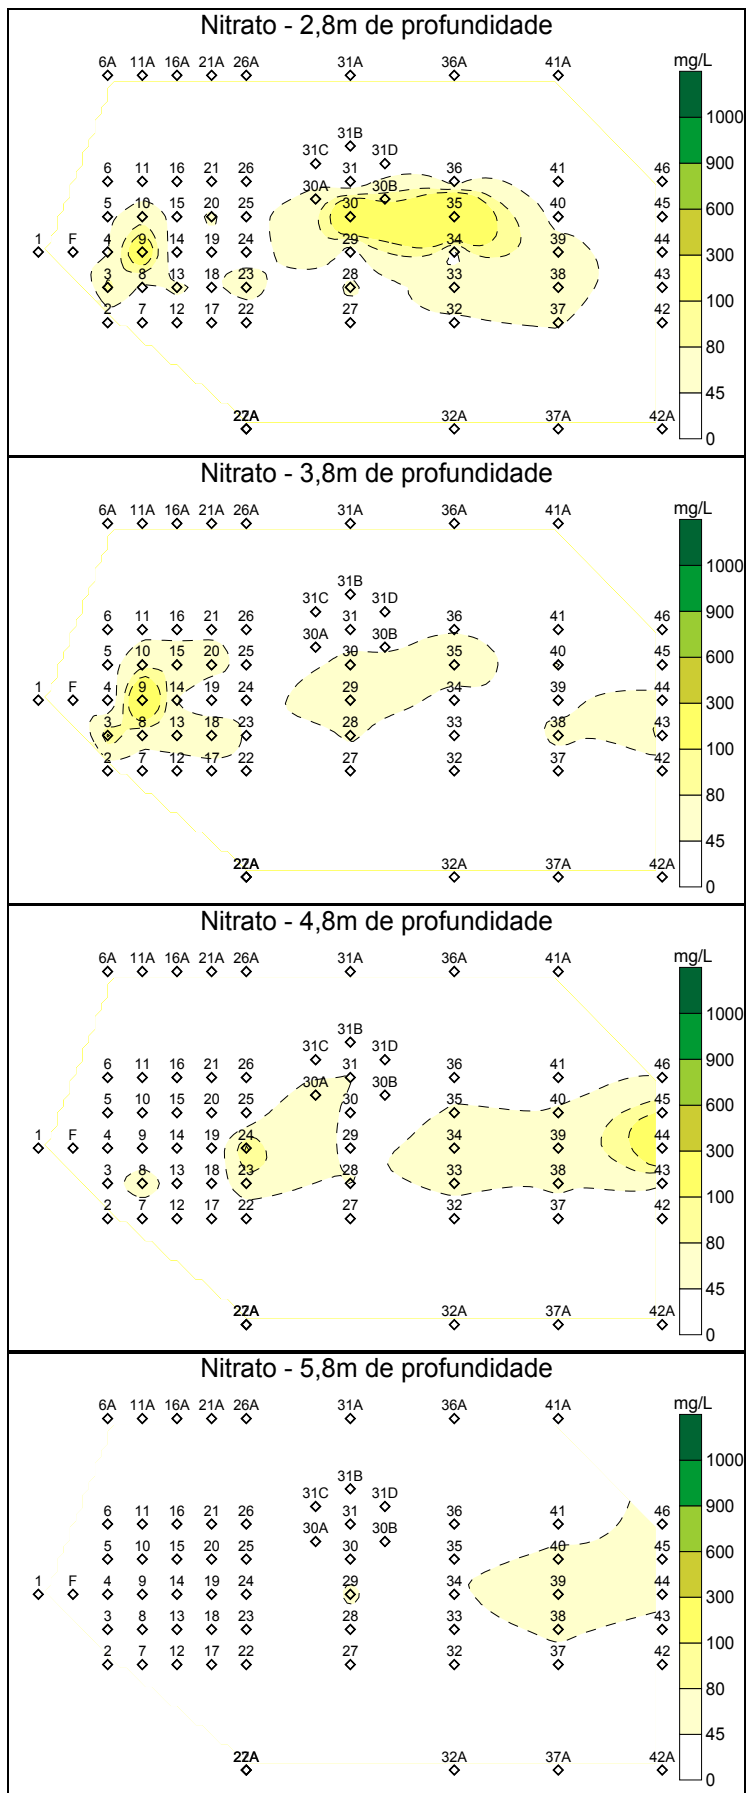 Nitrato - 2,8m de profundidade
6A 11A 16A 21A 26A 31A 36A 41A mg/L
1000
31B
31C 31D
900
6 11 16 21 26 31 36 41 46
30A 30B
5 10 15 20 25 30 35 40 45
600
1 F 4 9 14 19 24 29 34 39 44
300
3 8 13 18 23 28 33 38 43
100
2 7 12 17 22 27 32 37 42
80
45
32A 37A 42A
0
Nitrato - 3,8m de profundidade
6A 11A 16A 21A 26A 31A 36A 41A mg/L
1000
31B
31C 31D
900
6 11 16 21 26 31 36 41 46
30A 30B
5 10 15 20 25 30 35 40 45
600
1 F 4 9 14 19 24 29 34 39 44
300
3 8 13 18 23 28 33 38 43
100
2 7 12 17 22 27 32 37 42
80
45
32A 37A 42A
0
Nitrato - 4,8m de profundidade
6A 11A 16A 21A 26A 31A 36A 41A mg/L
1000
31B
31C 31D
900
6 11 16 21 26 31 36 41 46
30A 30B
5 10 15 20 25 30 35 40 45
600
1 F 4 9 14 19 24 29 34 39 44
300
3 8 13 18 23 28 33 38 43
100
2 7 12 17 22 27 32 37 42
80
45
32A 37A 42A
0
Nitrato - 5,8m de profundidade
6A 11A 16A 21A 26A 31A 36A 41A mg/L
1000
31B
31C 31D
900
6 11 16 21 26 31 36 41 46
30A 30B
5 10 15 20 25 30 35 40 45
600
1 F 4 9 14 19 24 29 34 39 44
300
3 8 13 18 23 28 33 38 43
100
2 7 12 17 22 27 32 37 42
80
45
32A 37A 42A
0